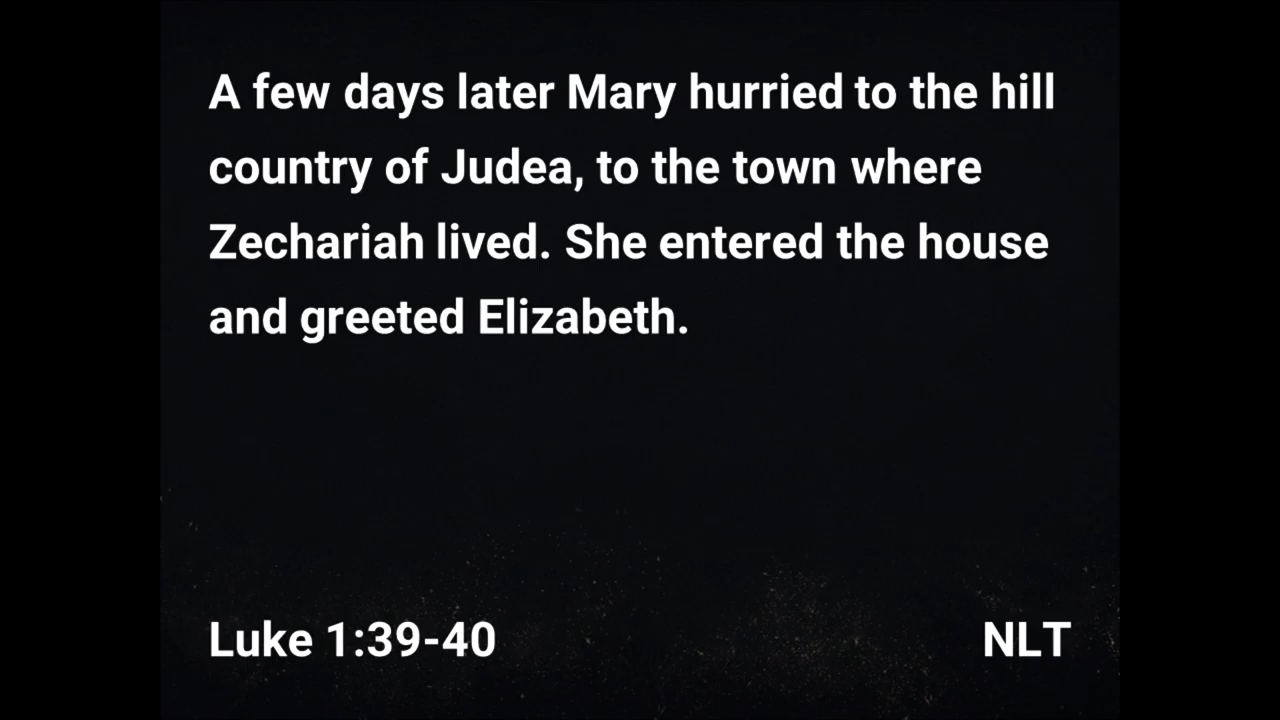 A few days later Mary hurried to the hill
country of Judea, to the town where
Zechariah lived. She entered the house
and greeted Elizabeth.
Luke 1:39-40 NLT